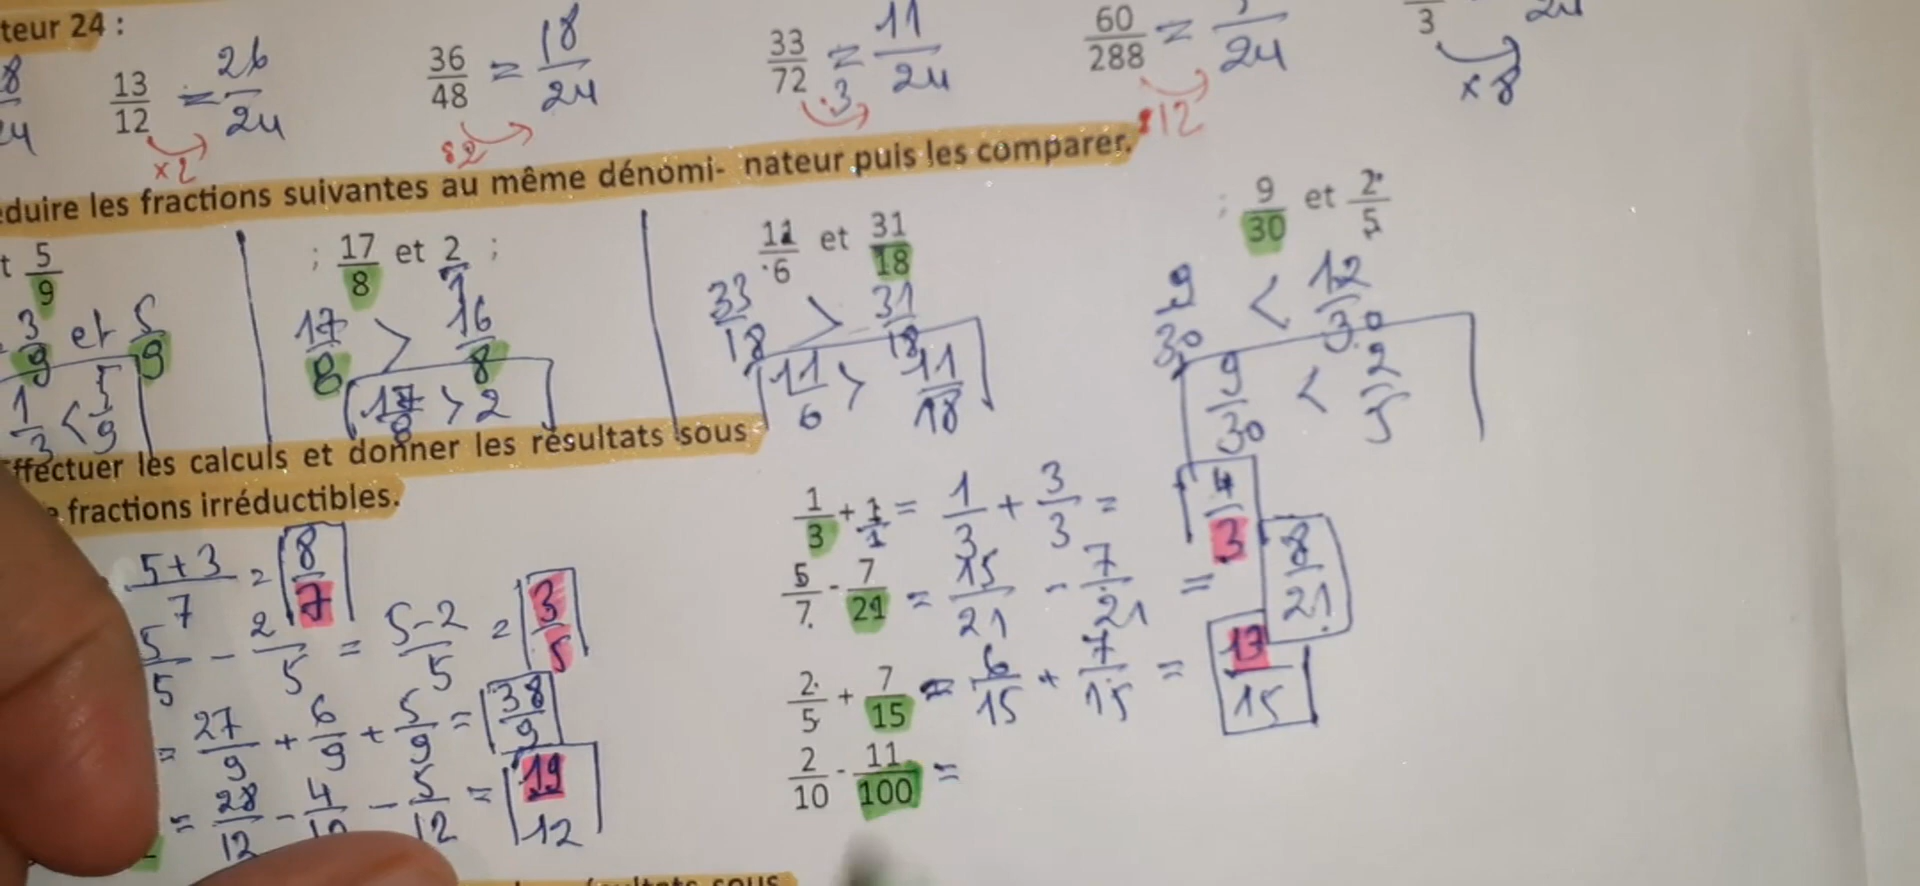 teur 24 :
8/24 13/12 = 26/24 36/48 = 18/24 33/72 = 11/24 60/288 = /24 /3 24
×2 :2 :3 :12 ×8
éduire les fractions suivantes au même dénomi- nateur puis les comparer.
t 5/9 ; 17/8 et 2/1 ; 11/6 et 31/18 ; 9/30 et 2/5
3/9 et 5/9 17/8 > 16/8 33/18 > 31/18 9/30 < 12/30
1/3 < 5/9 17/8 > 2 11/6 > 11/18 9/30 < 2/5
ffectuer les calculs et donner les résultats sous
e fractions irréductibles.
5+3/7 = 8/7
5/5 - 2/5 = 5-2/5 = 3/5
= 27/9 + 6/9 + 5/9 = 38/9
= 28/12 - 4/12 - 5/12 = 19/12
1/3 + 1/1 = 1/3 + 3/3 = 4/3
5/7 - 7/21 = 15/21 - 7/21 = 8/21
2/5 + 7/15 = 6/15 + 7/15 = 13/15
2/10 - 11/100 =
sous